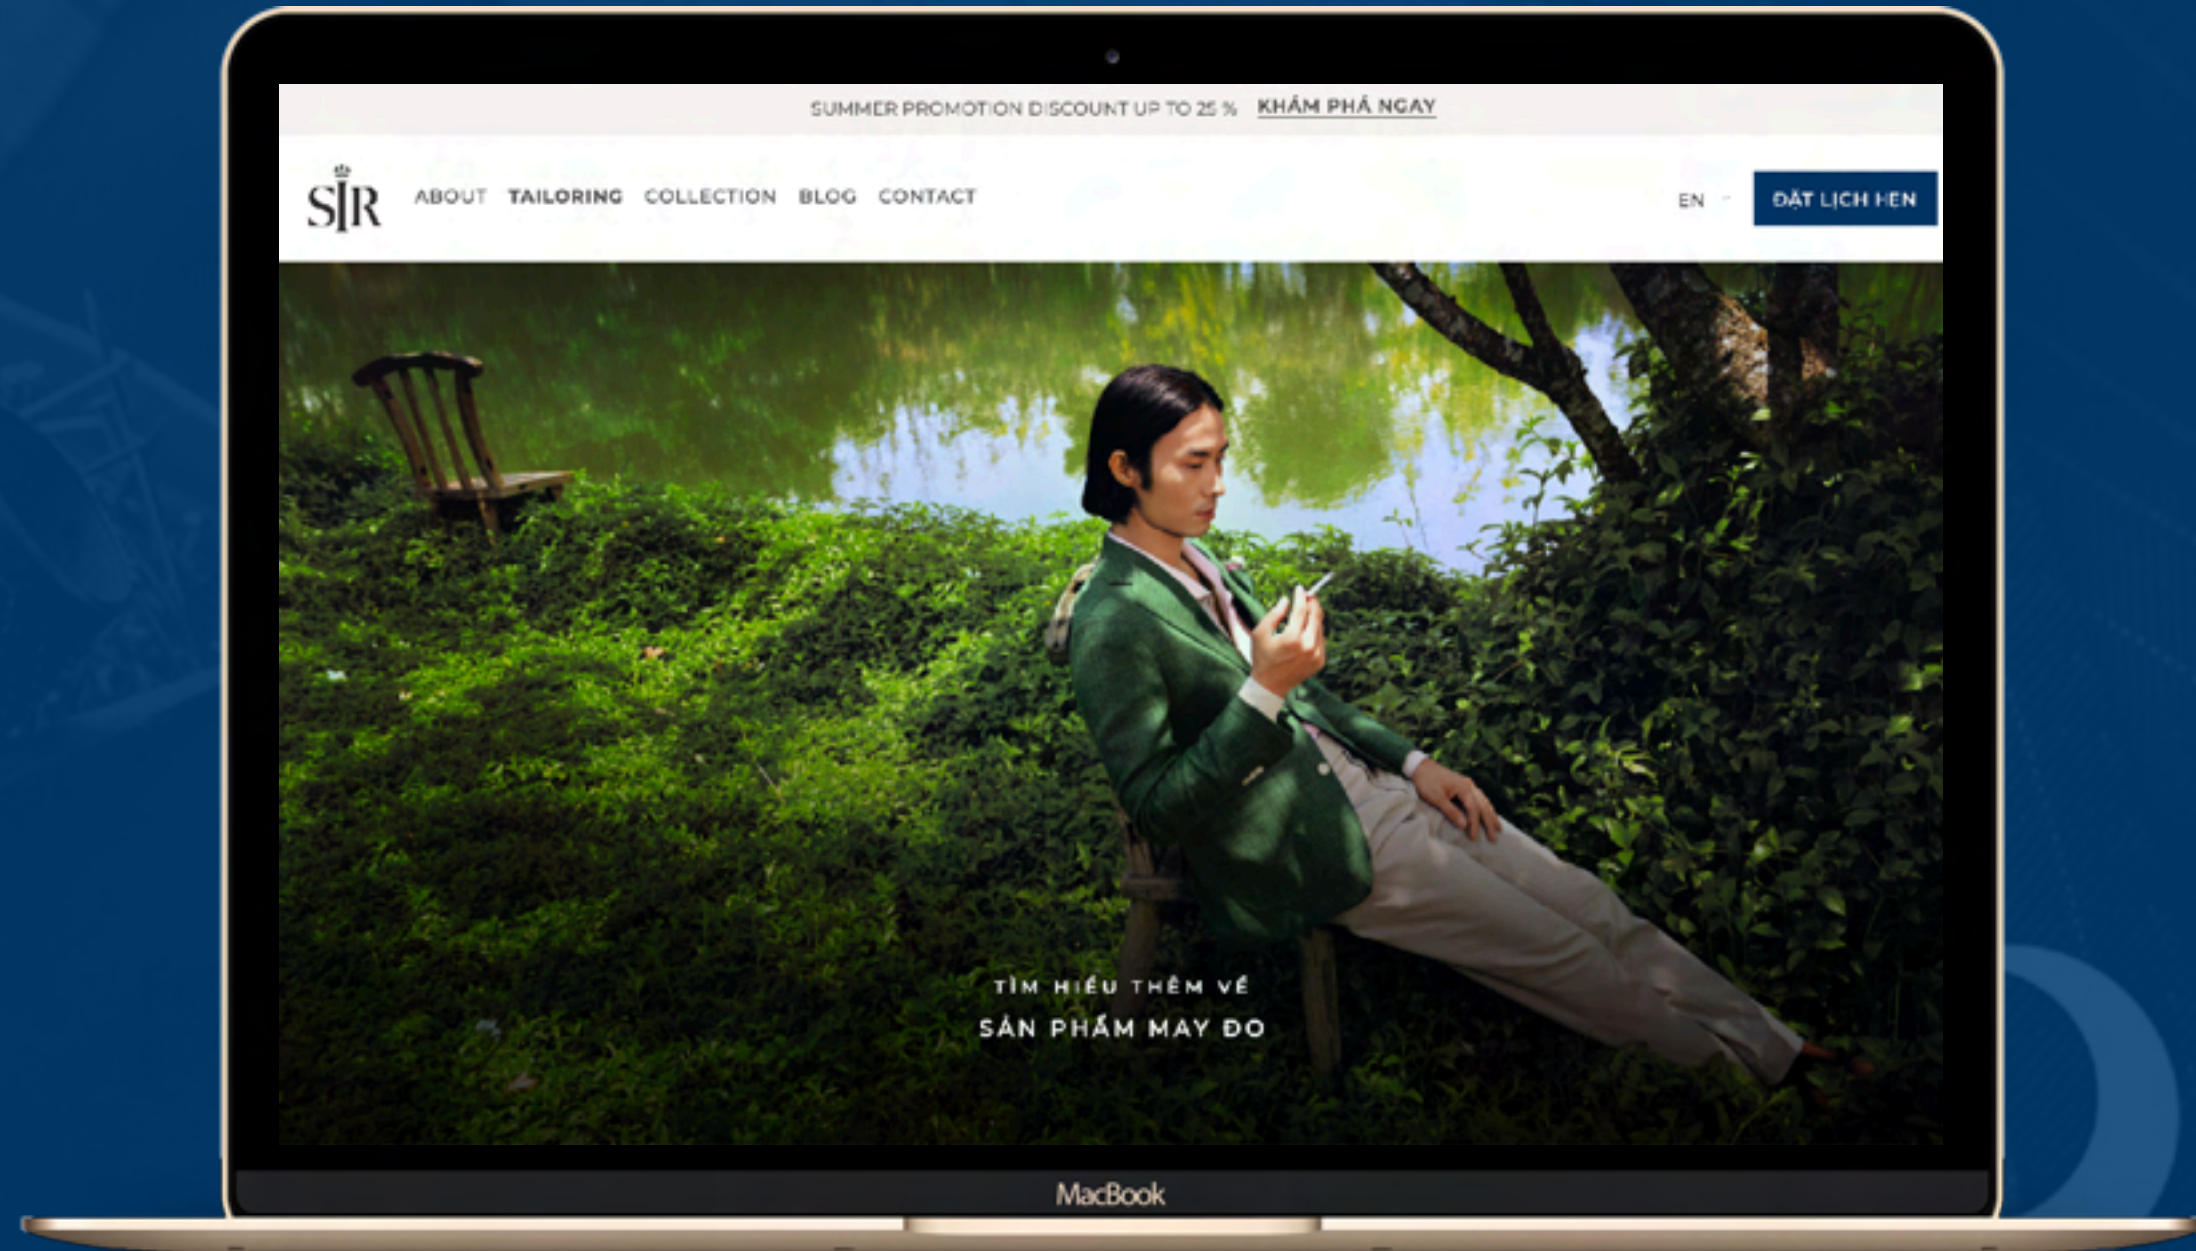 SUMMER PROMOTION DISCOUNT UP TO 25 % KHÁM PHÁ NGAY
SIR ABOUT TAILORING COLLECTION BLOG CONTACT EN ĐẶT LỊCH HẸN
TÌM HIỂU THÊM VỀ
SẢN PHẨM MAY ĐO
MacBook